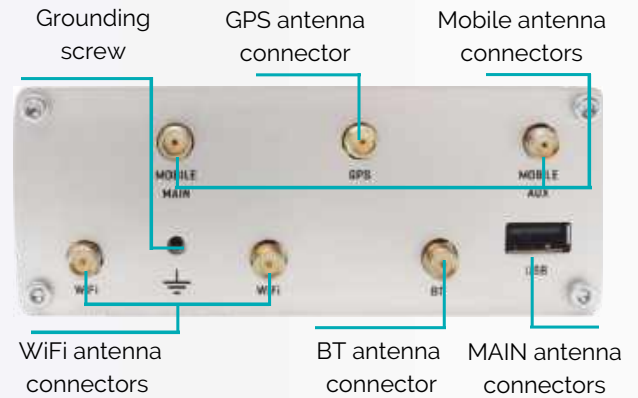 Grounding
screw
GPS antenna
connector
Mobile antenna
connectors
MOBILE
MAIN
GPS
MOBILE
AUX
WiFi
WiFi
BT
USB
WiFi antenna
connectors
BT antenna
connector
MAIN antenna
connectors